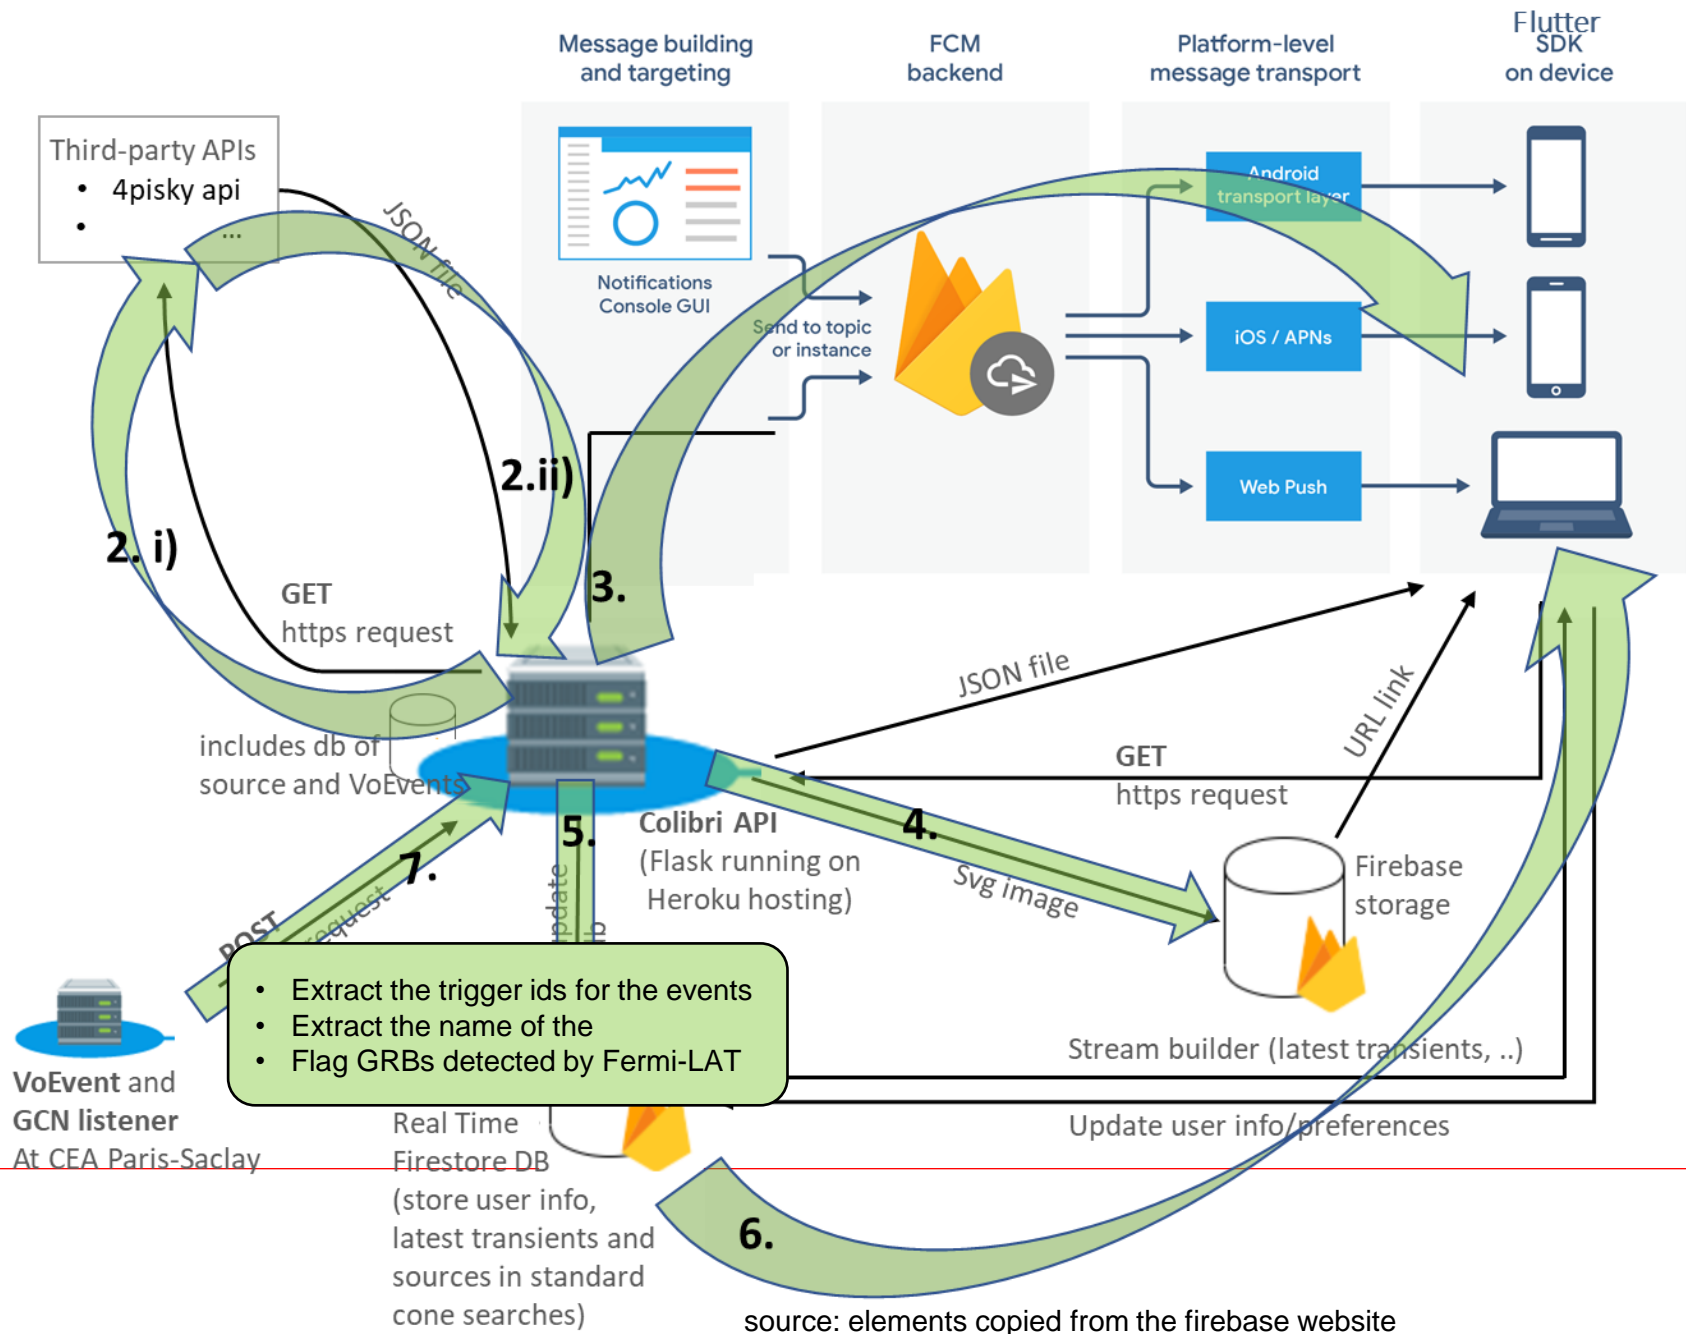 Flutter
Message building
and targeting
FCM
backend
Platform-level
message transport
SDK
on device
Third-party APIs
• 4pisky api
• ...
JSON file
Notifications
Console GUI
Send to topic
or instance
Android
transport layer
iOS / APNs
Web Push
2.ii)
2. i)
3.
GET
https request
JSON file
URL link
includes db of
source and VoEvents
GET
https request
Colibri API
(Flask running on
Heroku hosting)
4.
5.
7.
Svg image
Firebase
storage
POST
request
• Extract the trigger ids for the events
• Extract the name of the
• Flag GRBs detected by Fermi-LAT
Stream builder (latest transients, ..)
Update user info/preferences
VoEvent and
GCN listener
At CEA Paris-Saclay
Real Time
Firestore DB
(store user info,
latest transients and
sources in standard
cone searches)
6.
source: elements copied from the firebase website